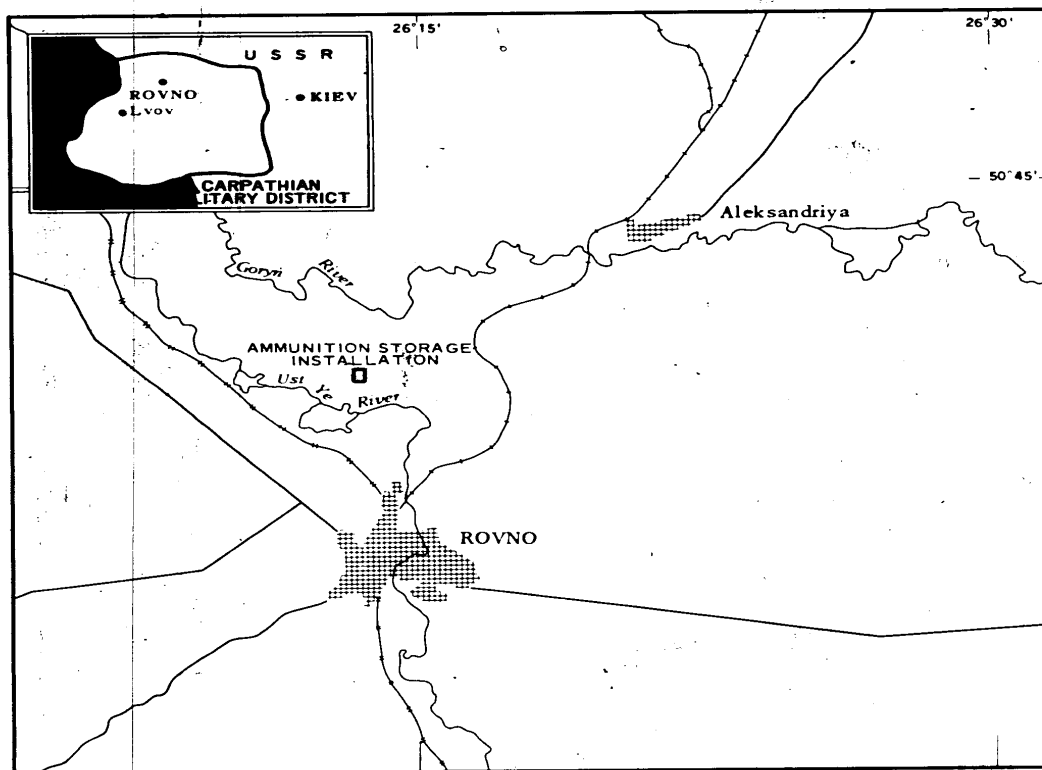 26°15'
26°30'
U S S R
ROVNO
LVOV
KIEV
CARPATHIAN
LITARY DISTRICT
50°45'
Aleksandriya
Goryn
River
AMMUNITION STORAGE
INSTALLATION
Ust
Ye
River
ROVNO